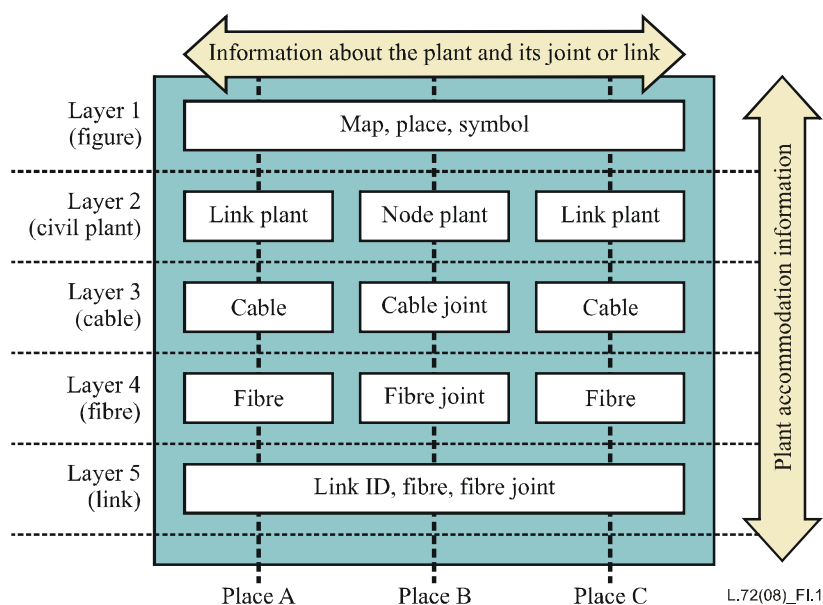 Information about the plant and its joint or link
Layer 1
(figure)
Map, place, symbol
Layer 2
(civil plant)
Link plant
Node plant
Link plant
Layer 3
(cable)
Cable
Cable joint
Cable
Layer 4
(fibre)
Fibre
Fibre joint
Fibre
Layer 5
(link)
Link ID, fibre, fibre joint
Plant accommodation information
Place A
Place B
Place C
L.72(08)_FI.1